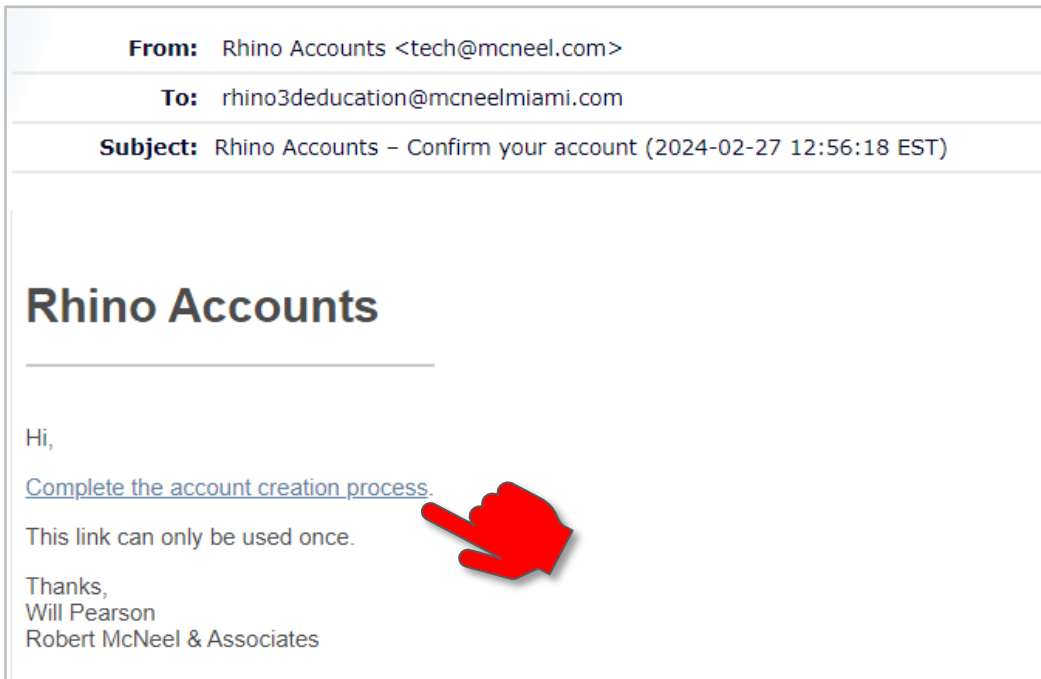 From: Rhino Accounts <tech@mcneel.com>
To: rhino3deducation@mcneelmiami.com
Subject: Rhino Accounts – Confirm your account (2024-02-27 12:56:18 EST)
Rhino Accounts
Hi,
Complete the account creation process.
This link can only be used once.
Thanks,
Will Pearson
Robert McNeel & Associates